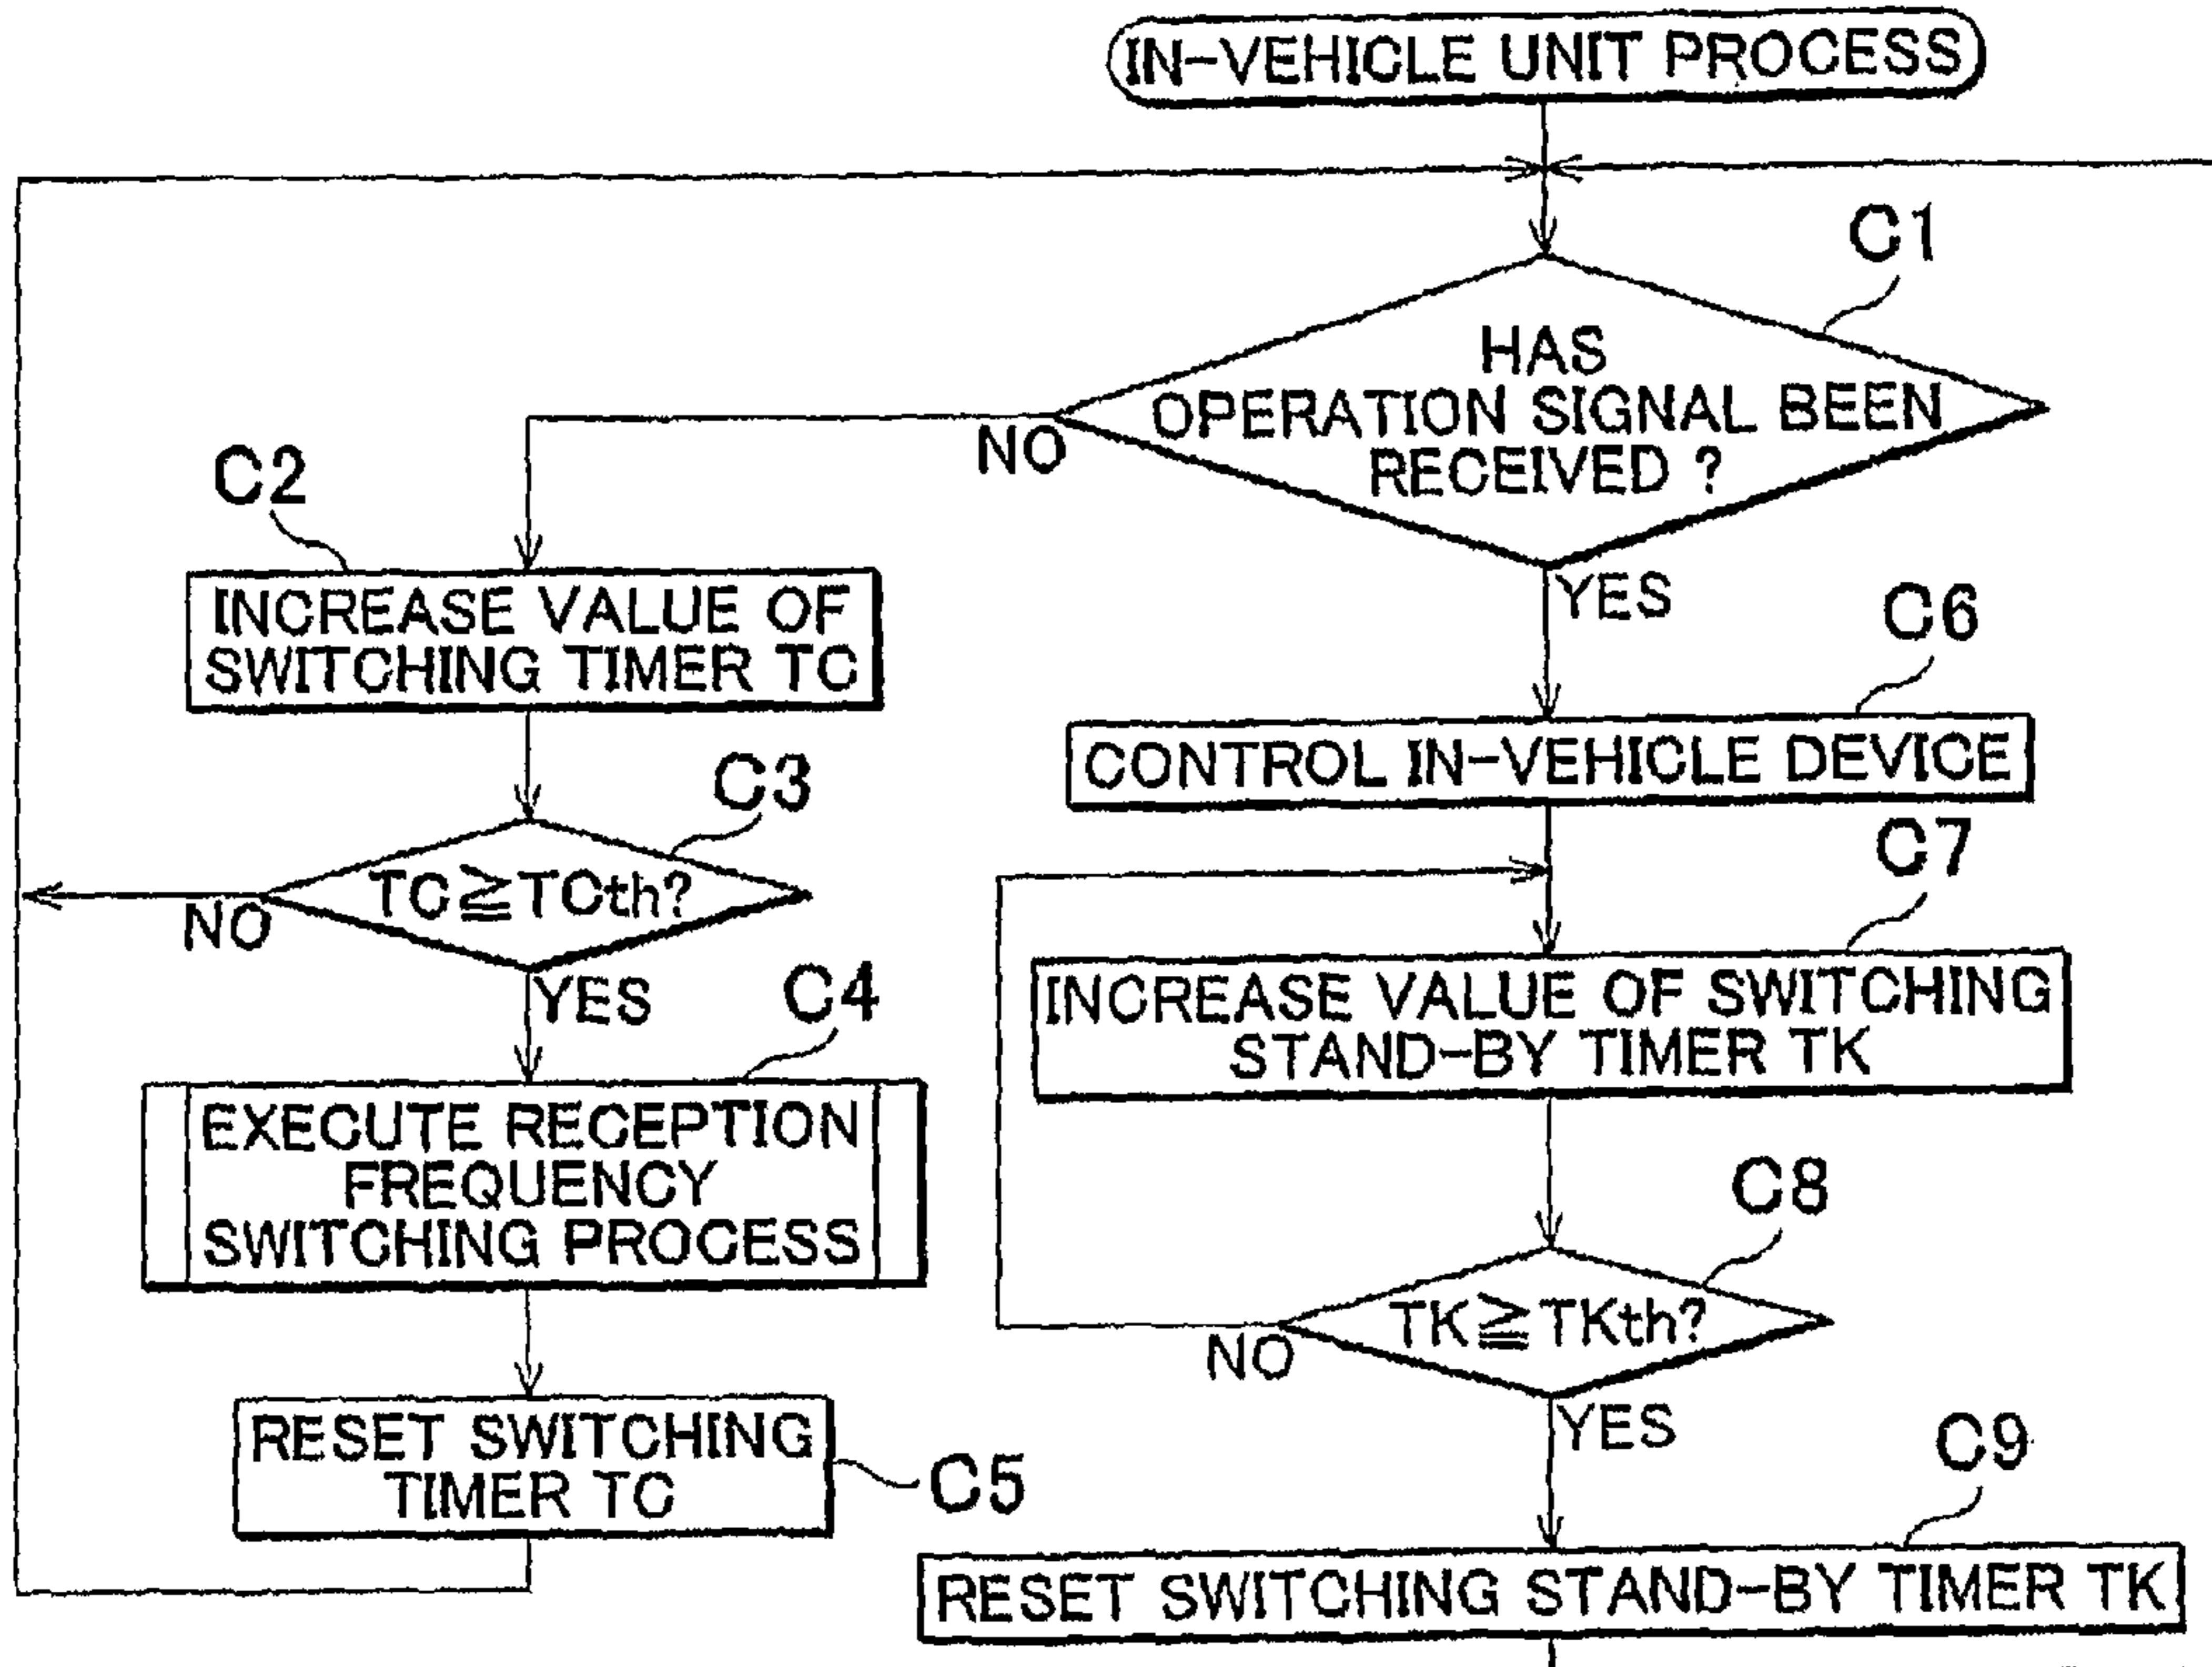 IN-VEHICLE UNIT PROCESS
C1
HAS
OPERATION SIGNAL BEEN
RECEIVED ?
NO
YES
C2
INCREASE VALUE OF
SWITCHING TIMER TC
C3
TC≧TCth?
NO
YES
C4
EXECUTE RECEPTION
FREQUENCY
SWITCHING PROCESS
RESET SWITCHING
TIMER TC
C5
C6
CONTROL IN-VEHICLE DEVICE
C7
INCREASE VALUE OF SWITCHING
STAND-BY TIMER TK
C8
TK≧TKth?
NO
YES
C9
RESET SWITCHING STAND-BY TIMER TK